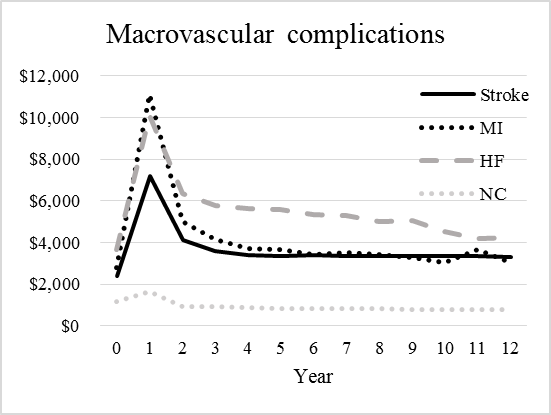 Macrovascular complications
$12,000
$10,000
$8,000
$6,000
$4,000
$2,000
$0
Stroke
MI
HF
NC
0 1 2 3 4 5 6 7 8 9 10 11 12
Year